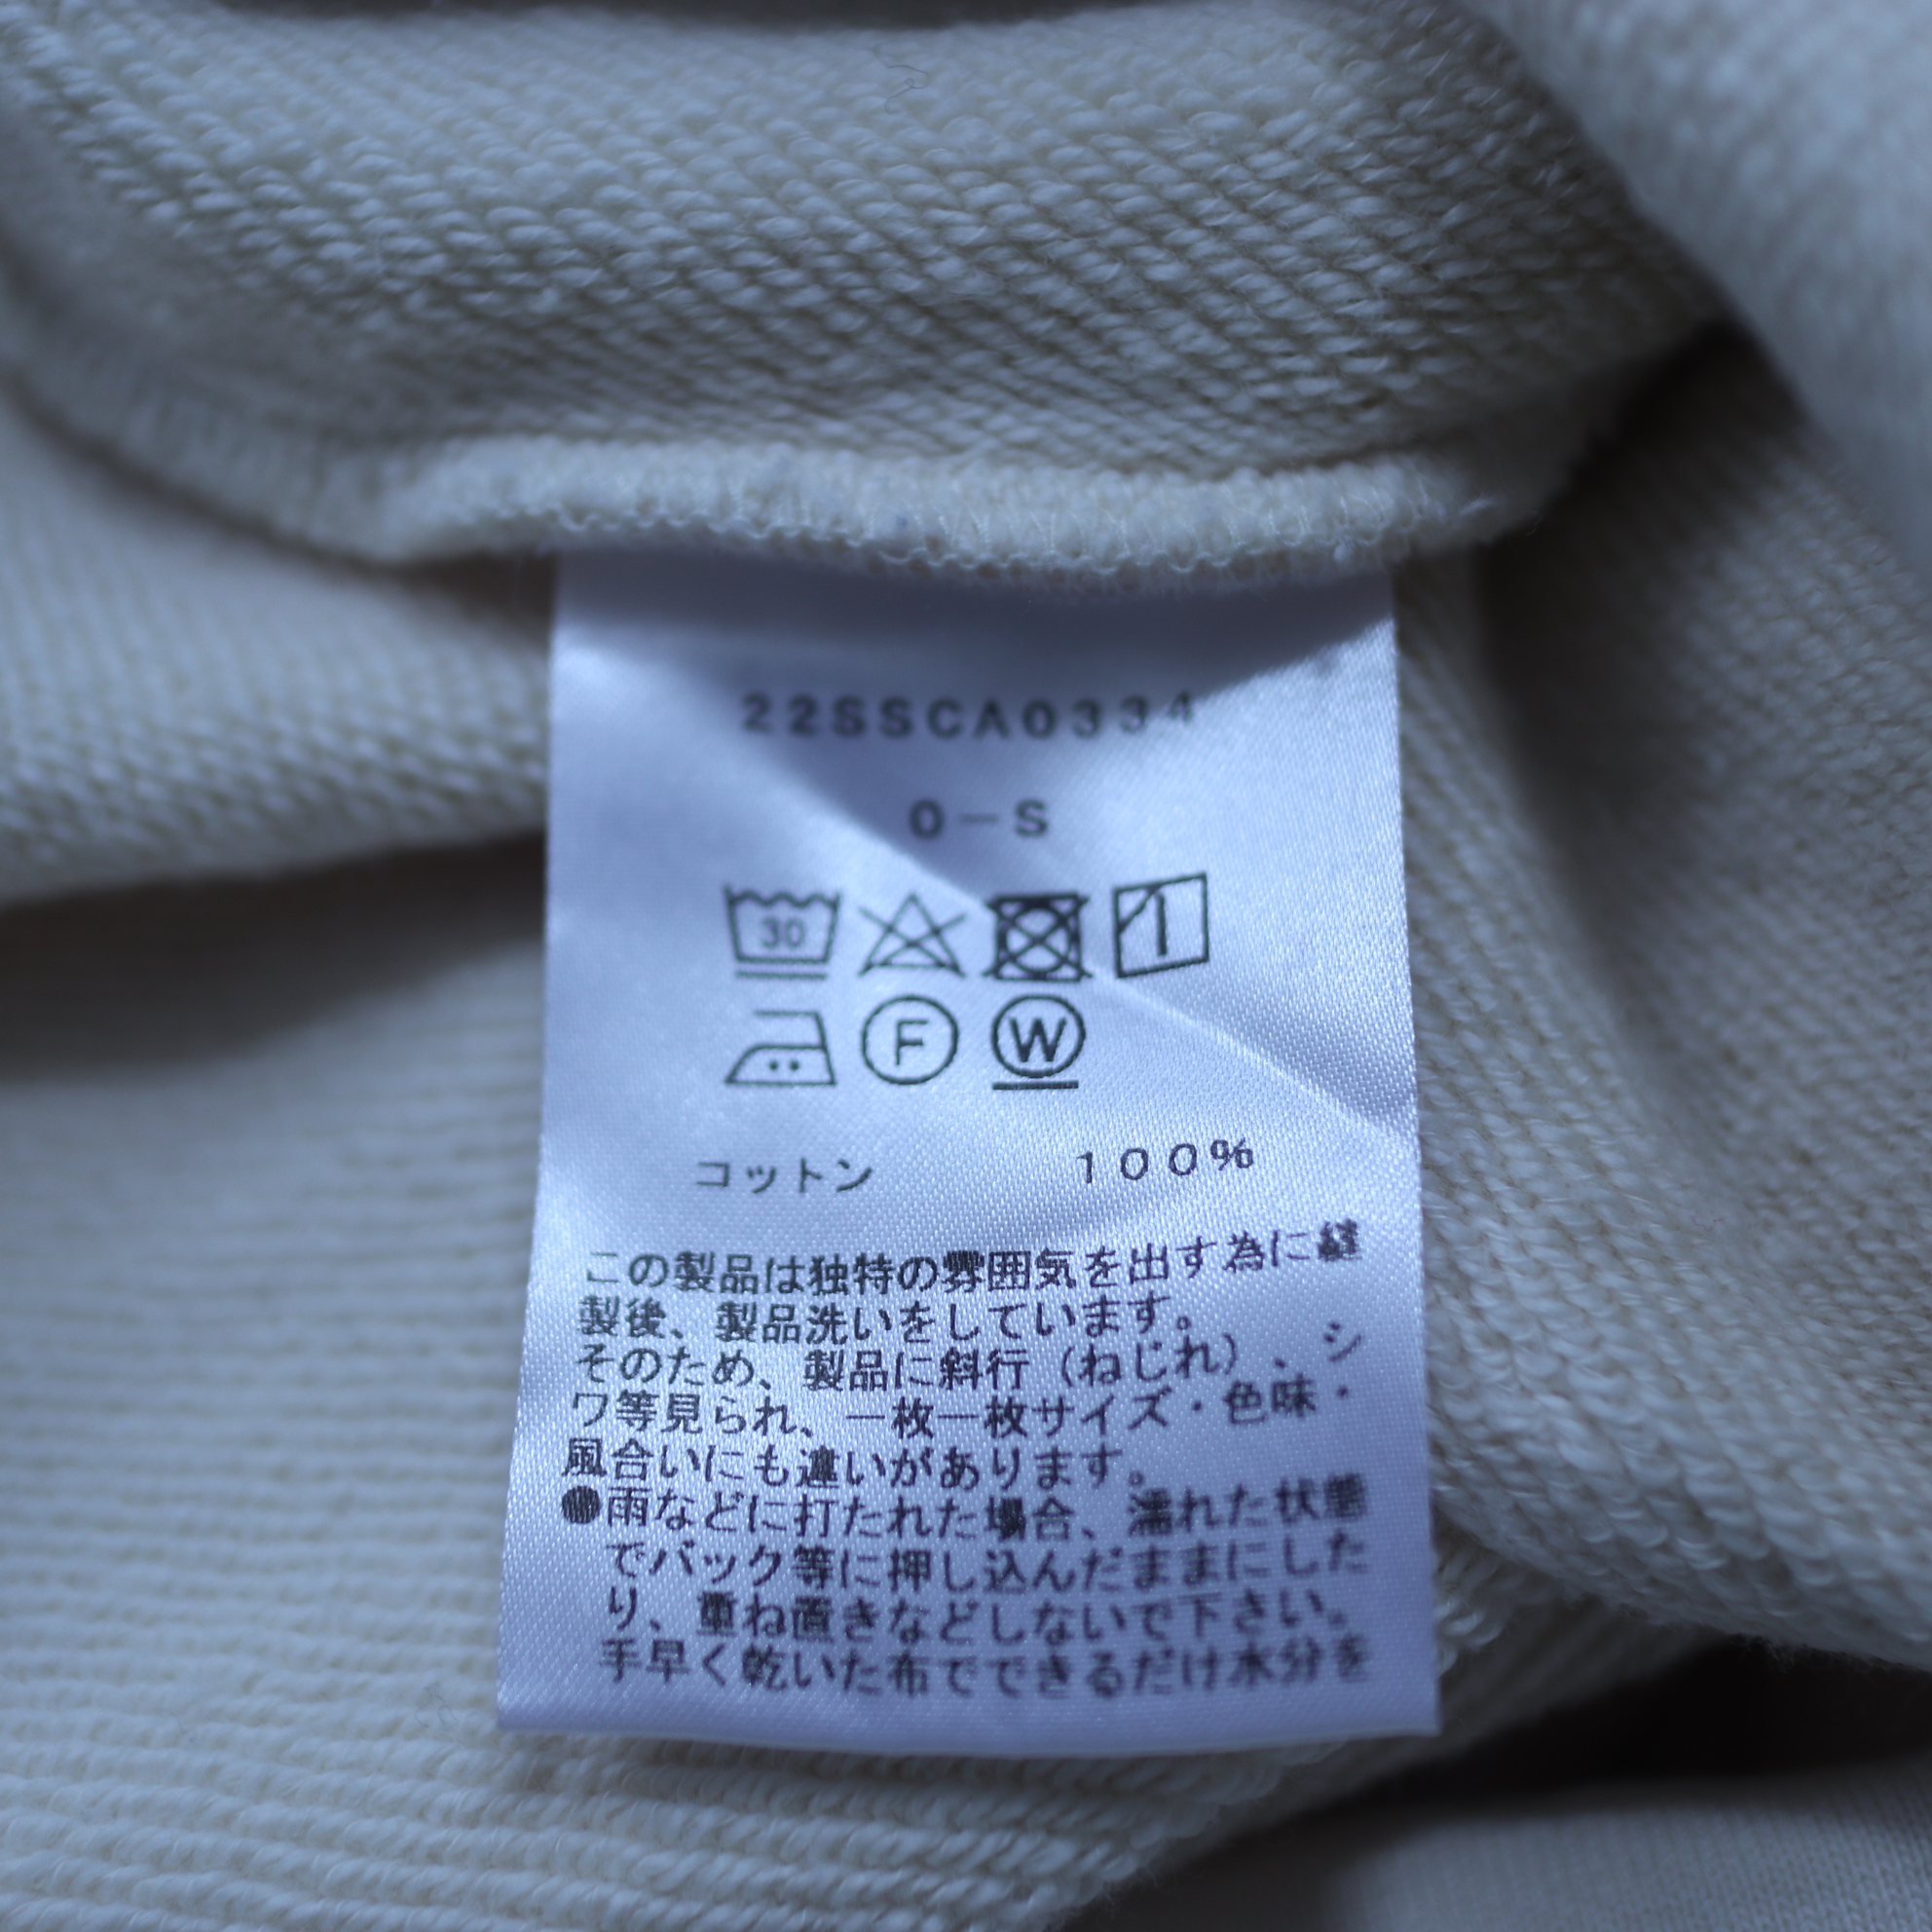 22SSCA0334
0-S
30
F W
コットン 100%
この製品は独特の雰囲気を出す為に縫
製後、製品洗いをしています。
そのため、製品に斜行（ねじれ）、シ
ワ等見られ、一枚一枚サイズ・色味・
風合いにも違いがあります。
●雨などに打たれた場合、濡れた状態
でバック等に押し込んだままにした
り、重ね置きなどしないで下さい。
手早く乾いた布でできるだけ水分を